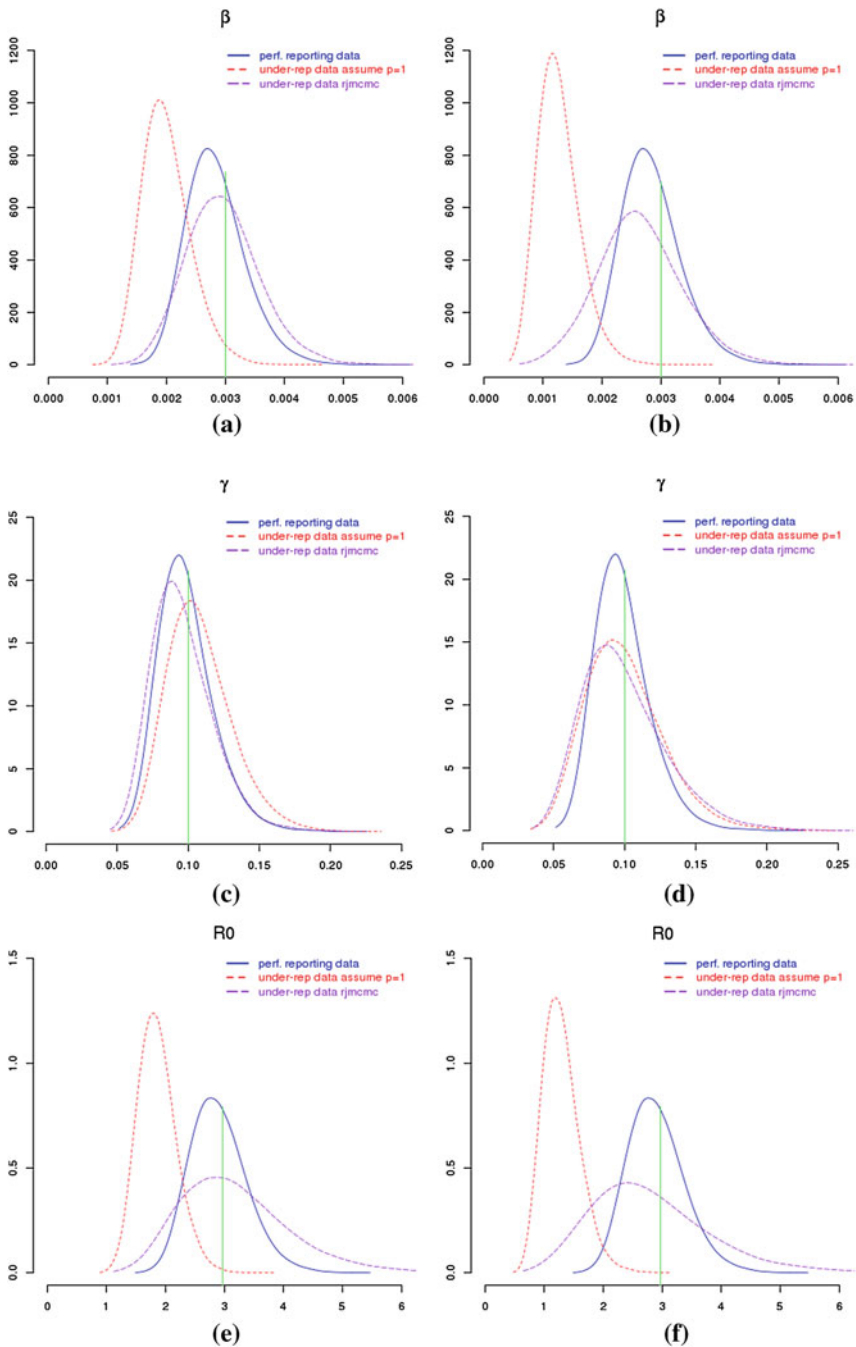 β
1200
1000
800
600
400
200
0
perf. reporting data
under-rep data assume p=1
under-rep data rjmcmc
0.000 0.001 0.002 0.003 0.004 0.005 0.006
(a)
β
1200
1000
800
600
400
200
0
perf. reporting data
under-rep data assume p=1
under-rep data rjmcmc
0.000 0.001 0.002 0.003 0.004 0.005 0.006
(b)
γ
25
20
15
10
5
0
perf. reporting data
under-rep data assume p=1
under-rep data rjmcmc
0.00 0.05 0.10 0.15 0.20 0.25
(c)
γ
25
20
15
10
5
0
perf. reporting data
under-rep data assume p=1
under-rep data rjmcmc
0.00 0.05 0.10 0.15 0.20 0.25
(d)
R0
1.5
1.0
0.5
0.0
perf. reporting data
under-rep data assume p=1
under-rep data rjmcmc
0 1 2 3 4 5 6
(e)
R0
1.5
1.0
0.5
0.0
perf. reporting data
under-rep data assume p=1
under-rep data rjmcmc
0 1 2 3 4 5 6
(f)